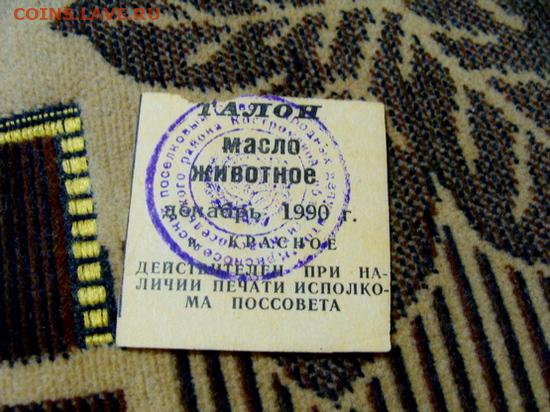 COINS.LAVE.RU
ТАЛОН
МАСЛО
ЖИВОТНОЕ
декабрь 1990 г.
КРАСНОЕ
ДЕЙСТВИТЕЛЕН ПРИ НА-
ЛИЧИИ ПЕЧАТИ ИСПОЛКО-
МА ПОССОВЕТА